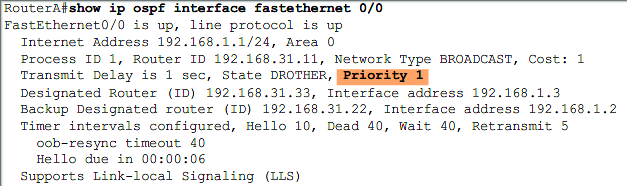 RouterA#show ip ospf interface fastethernet 0/0
FastEthernet0/0 is up, line protocol is up
Internet Address 192.168.1.1/24, Area 0
Process ID 1, Router ID 192.168.31.11, Network Type BROADCAST, Cost: 1
Transmit Delay is 1 sec, State DROTHER, Priority 1
Designated Router (ID) 192.168.31.33, Interface address 192.168.1.3
Backup Designated router (ID) 192.168.31.22, Interface address 192.168.1.2
Timer intervals configured, Hello 10, Dead 40, Wait 40, Retransmit 5
oob-resync timeout 40
Hello due in 00:00:06
Supports Link-local Signaling (LLS)